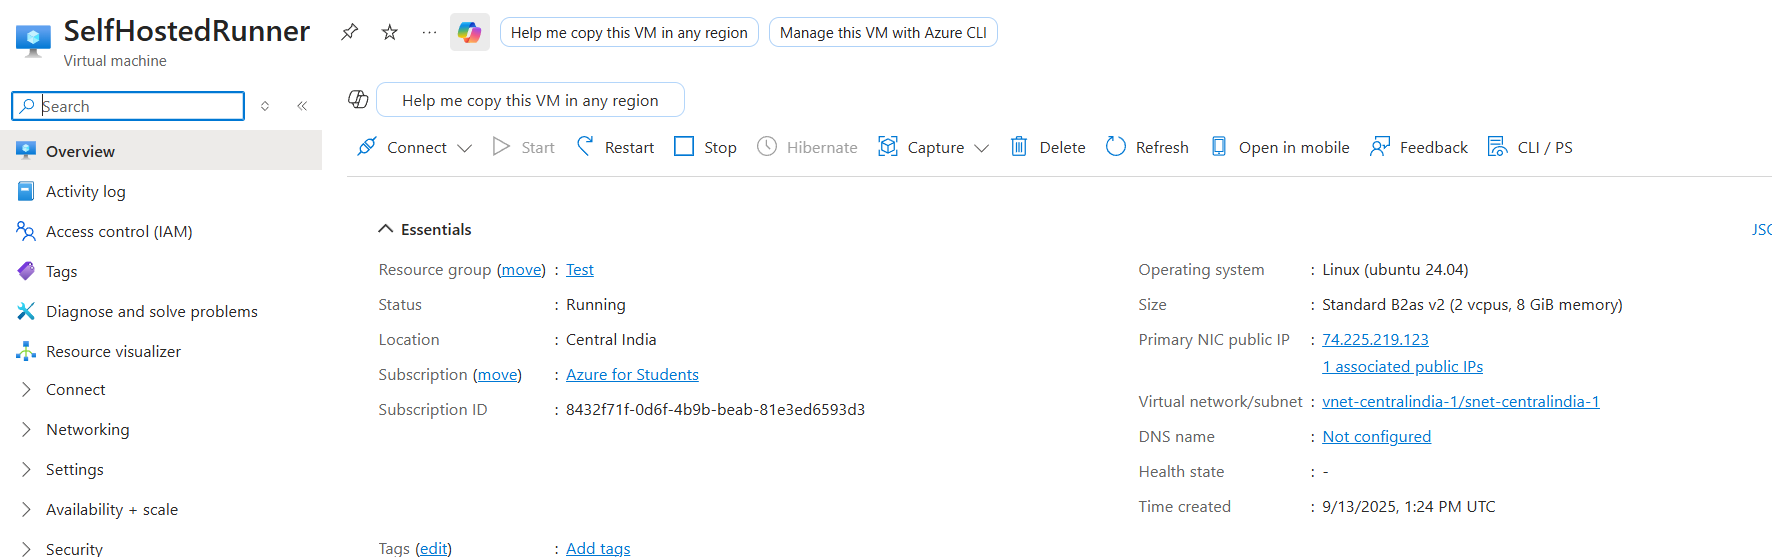 SelfHostedRunner
Help me copy this VM in any region
Manage this VM with Azure CLI
Virtual machine
Search
Help me copy this VM in any region
Connect
Start
Restart
Stop
Hibernate
Capture
Delete
Refresh
Open in mobile
Feedback
CLI / PS
Overview
Activity log
Access control (IAM)
Tags
Diagnose and solve problems
Resource visualizer
Connect
Networking
Settings
Availability + scale
Security
Essentials
JSO
Resource group (move) : Test
Status : Running
Location : Central India
Subscription (move) : Azure for Students
Subscription ID : 8432f71f-0d6f-4b9b-beab-81e3ed6593d3
Operating system : Linux (ubuntu 24.04)
Size : Standard B2as v2 (2 vcpus, 8 GiB memory)
Primary NIC public IP : 74.225.219.123
1 associated public IPs
Virtual network/subnet : vnet-centralindia-1/snet-centralindia-1
DNS name : Not configured
Health state : -
Time created : 9/13/2025, 1:24 PM UTC
Tags (edit) : Add tags